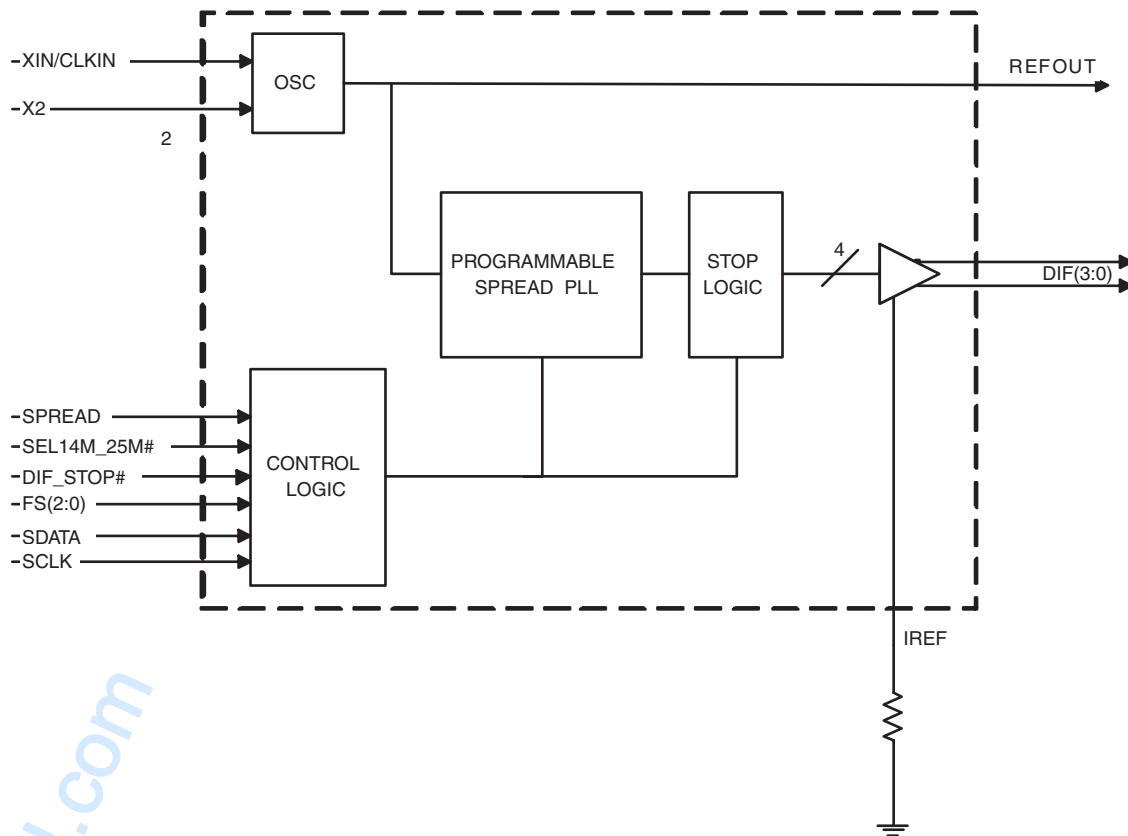 XIN/CLKIN
OSC
REFOUT
X2
2
PROGRAMMABLE
SPREAD PLL
STOP
LOGIC
4
DIF(3:0)
SPREAD
SEL14M_25M#
DIF_STOP#
FS(2:0)
SDATA
SCLK
CONTROL
LOGIC
IREF
.com